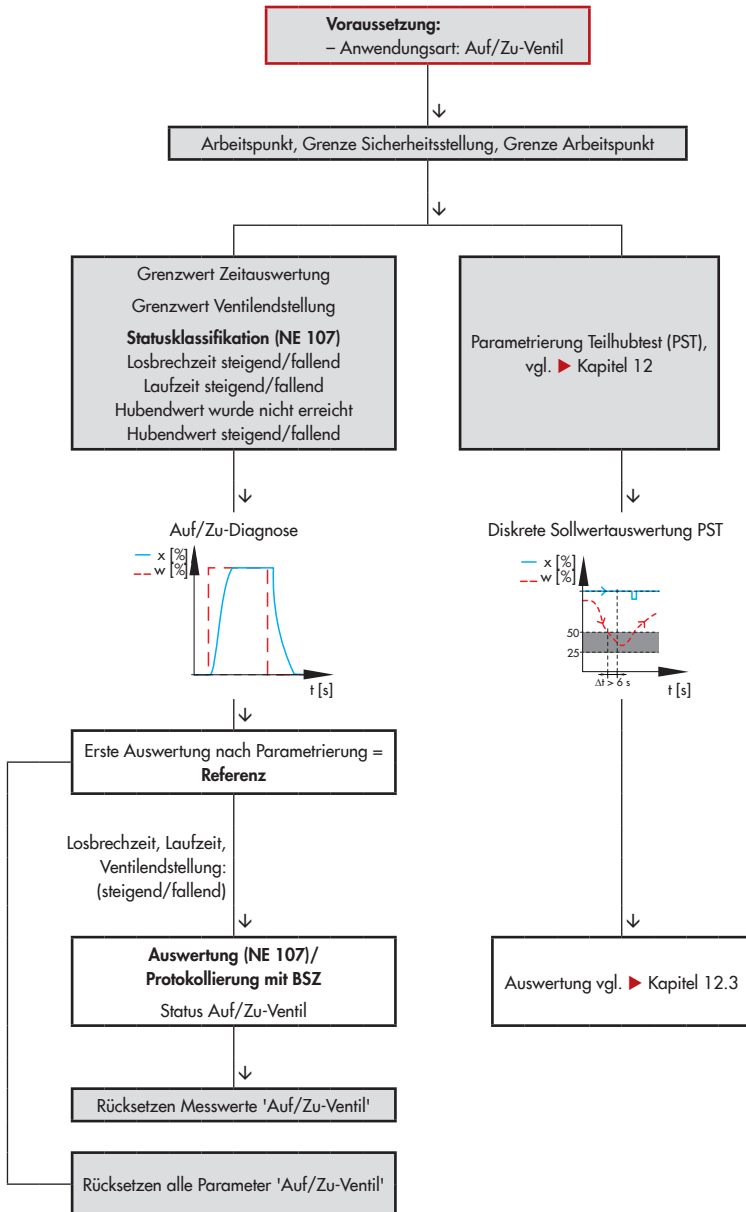 Voraussetzung:
– Anwendungsart: Auf/Zu-Ventil
Arbeitspunkt, Grenze Sicherheitsstellung, Grenze Arbeitspunkt
Grenzwert Zeitauswertung
Grenzwert Ventilendstellung
Statusklassifikation (NE 107)
Losbrechzeit steigend/fallend
Laufzeit steigend/fallend
Hubendwert wurde nicht erreicht
Hubendwert steigend/fallend
Parametrierung Teilhubtest (PST),
vgl. ▶ Kapitel 12
Auf/Zu-Diagnose
x [%]
w [%]
t [s]
Diskrete Sollwertauswertung PST
x [%]
w [%]
50
25
Δt > 6 s
t [s]
Erste Auswertung nach Parametrierung =
Referenz
Losbrechzeit, Laufzeit,
Ventilendstellung:
(steigend/fallend)
Auswertung (NE 107)/
Protokollierung mit BSZ
Status Auf/Zu-Ventil
Auswertung vgl. ▶ Kapitel 12.3
Rücksetzen Messwerte 'Auf/Zu-Ventil'
Rücksetzen alle Parameter 'Auf/Zu-Ventil'